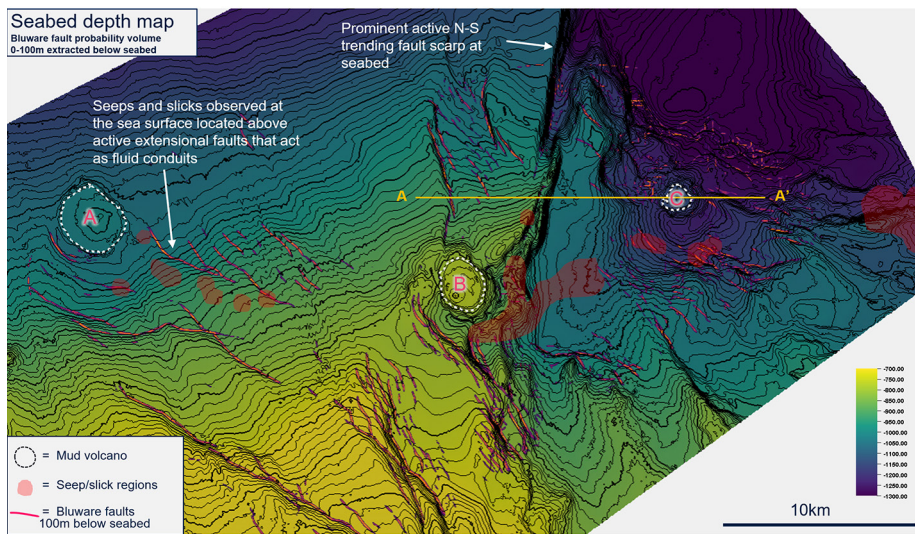 Seabed depth map
Bluware fault probability volume
0-100m extracted below seabed
Prominent active N-S
trending fault scarp at
seabed
Seeps and slicks observed at
the sea surface located above
active extensional faults that act
as fluid conduits
A
A
A'
C
B
-700.00
-750.00
-800.00
-850.00
-900.00
-950.00
-1000.00
-1050.00
-1100.00
-1150.00
-1200.00
-1250.00
-1300.00
= Mud volcano
= Seep/slick regions
= Bluware faults
100m below seabed
10km